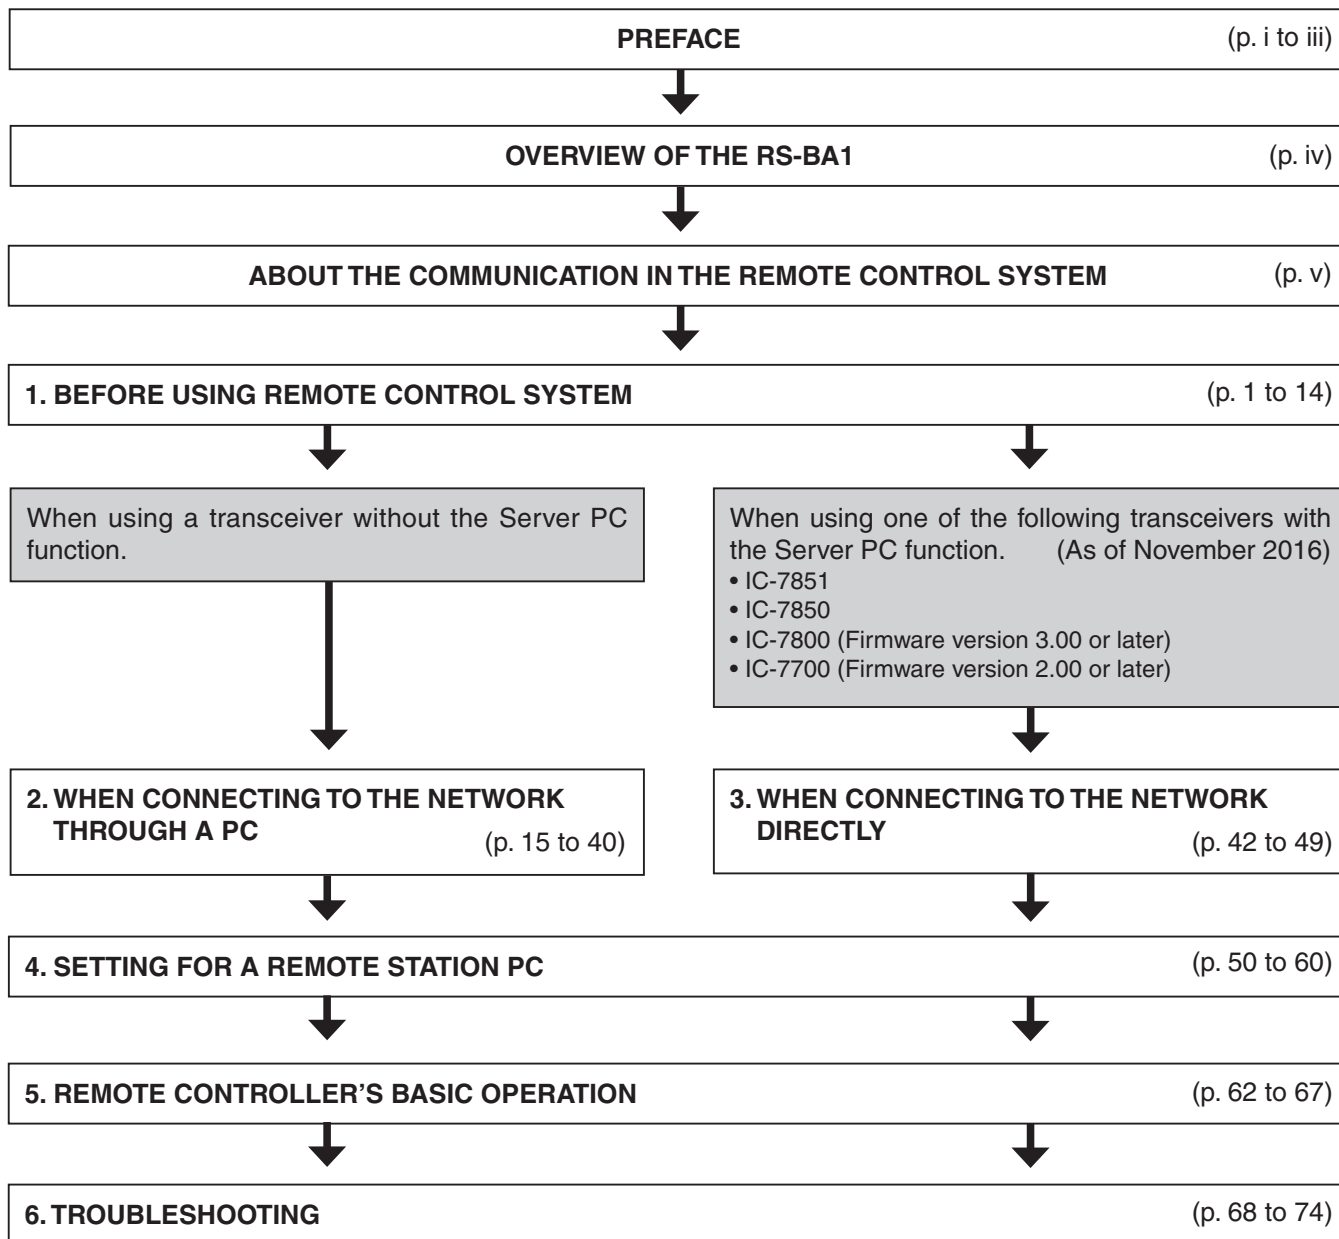 PREFACE (p. i to iii)
OVERVIEW OF THE RS-BA1 (p. iv)
ABOUT THE COMMUNICATION IN THE REMOTE CONTROL SYSTEM (p. v)
1. BEFORE USING REMOTE CONTROL SYSTEM (p. 1 to 14)
When using a transceiver without the Server PC
function.
When using one of the following transceivers with
the Server PC function. (As of November 2016)
• IC-7851
• IC-7850
• IC-7800 (Firmware version 3.00 or later)
• IC-7700 (Firmware version 2.00 or later)
2. WHEN CONNECTING TO THE NETWORK
THROUGH A PC (p. 15 to 40)
3. WHEN CONNECTING TO THE NETWORK
DIRECTLY (p. 42 to 49)
4. SETTING FOR A REMOTE STATION PC (p. 50 to 60)
5. REMOTE CONTROLLER’S BASIC OPERATION (p. 62 to 67)
6. TROUBLESHOOTING (p. 68 to 74)